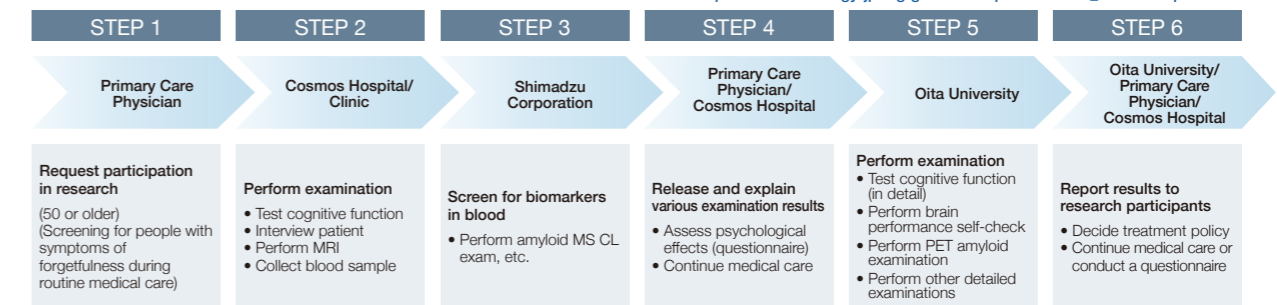 STEP 1
Primary Care
Physician
Request participation
in research
(50 or older)
(Screening for people with
symptoms of
forgetfulness during
routine medical care)
STEP 2
Cosmos Hospital/
Clinic
Perform examination
• Test cognitive function
• Interview patient
• Perform MRI
• Collect blood sample
STEP 3
Shimadzu
Corporation
Screen for biomarkers
in blood
• Perform amyloid MS CL
exam, etc.
STEP 4
Primary Care
Physician/
Cosmos Hospital
Release and explain
various examination results
• Assess psychological
effects (questionnaire)
• Continue medical care
STEP 5
Oita University
Perform examination
• Test cognitive function
(in detail)
• Perform brain
performance self-check
• Perform PET amyloid
examination
• Perform other detailed
examinations
STEP 6
Oita University/
Primary Care
Physician/
Cosmos Hospital
Report results to
research participants
• Decide treatment policy
• Continue medical care or
conduct a questionnaire